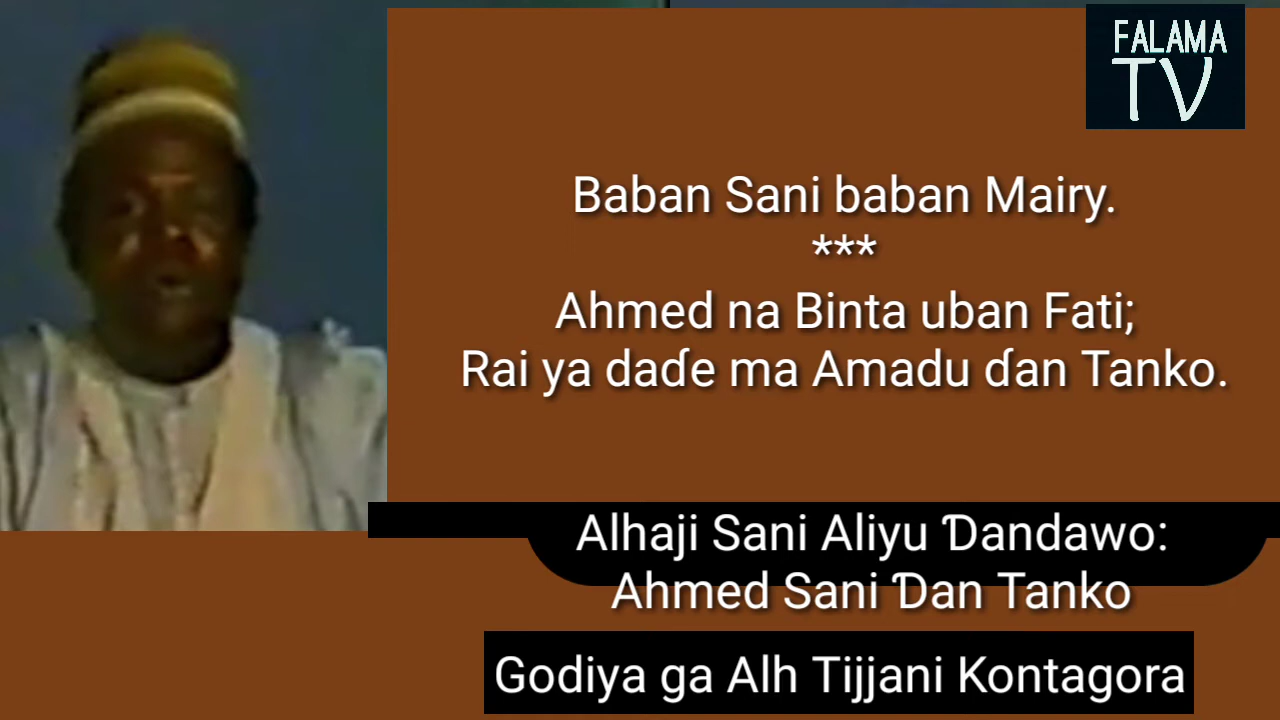 FALAMA
TV
Baban Sani baban Mairy.
***
Ahmed na Binta uban Fati;
Rai ya daɗe ma Amadu ɗan Tanko.
Alhaji Sani Aliyu Ɗandawo:
Ahmed Sani Ɗan Tanko
Godiya ga Alh Tijjani Kontagora